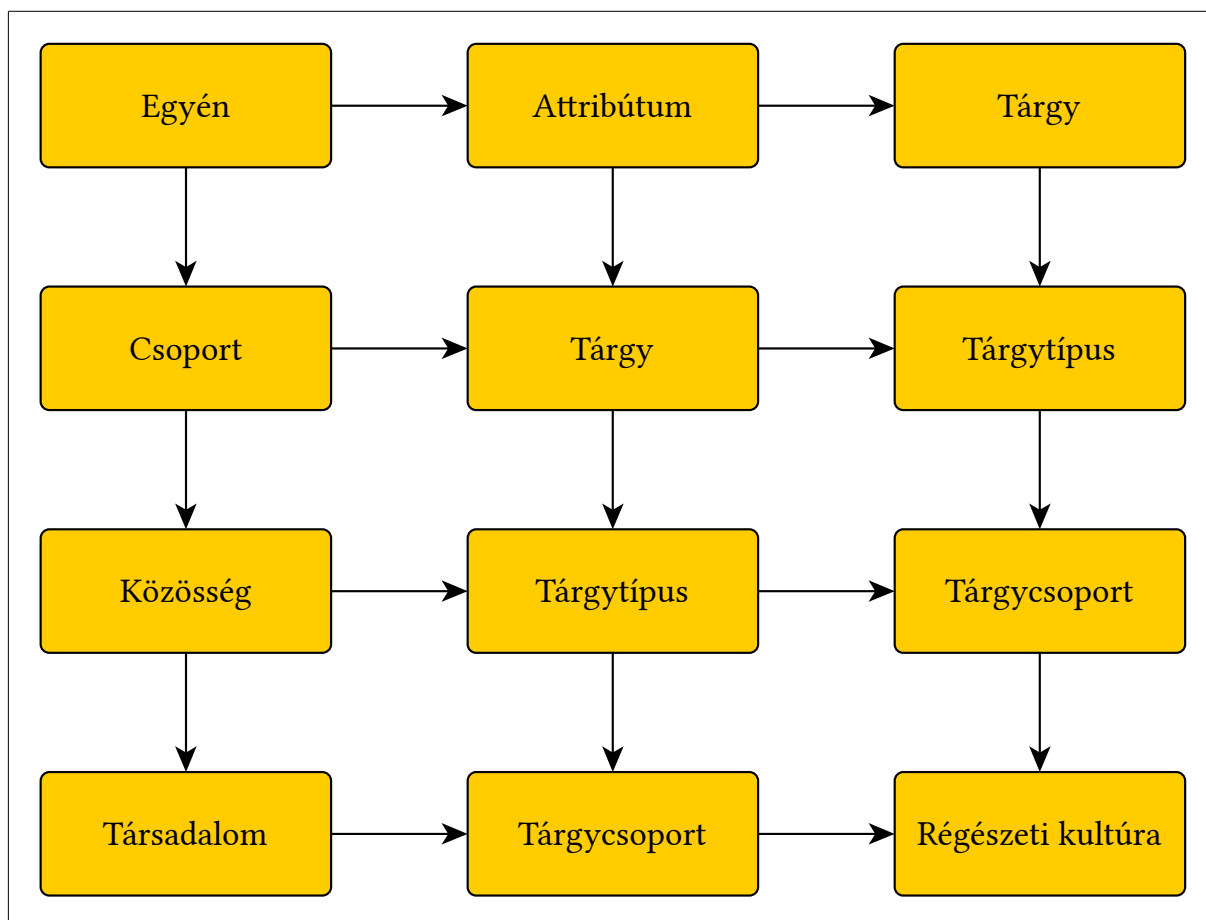 Egyén
Attribútum
Tárgy
Csoport
Tárgy
Tárgytípus
Közösség
Tárgytípus
Tárgycsoport
Társadalom
Tárgycsoport
Régészeti kultúra